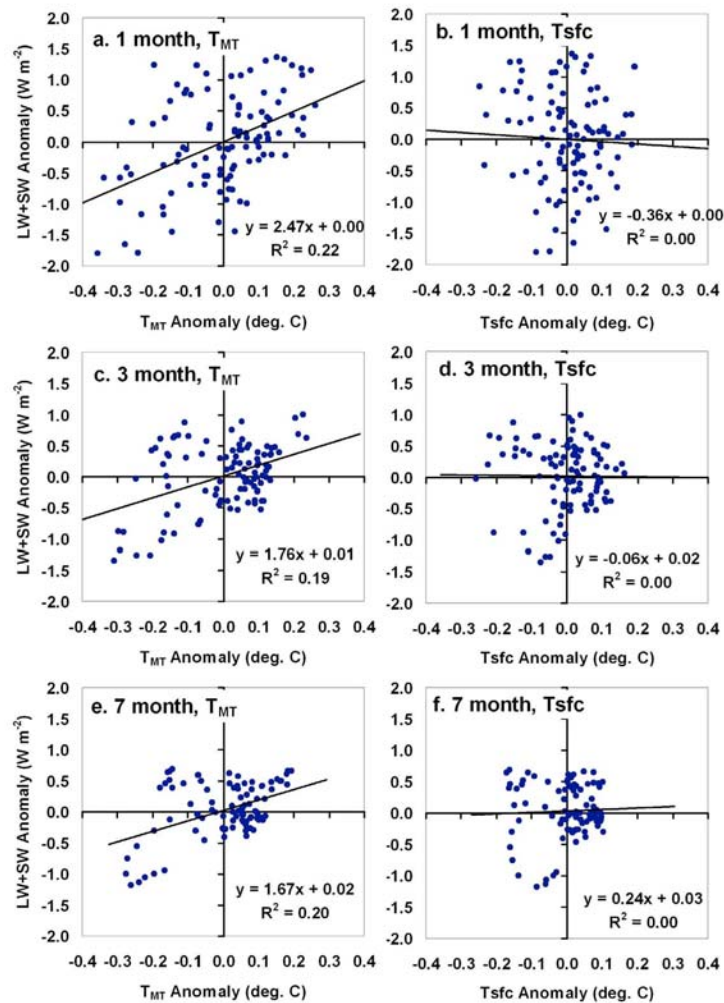 a. 1 month, T_MT
LW+SW Anomaly (W m⁻²)
2.0
1.5
1.0
0.5
0.0
-0.5
-1.0
-1.5
-2.0
y = 2.47x + 0.00
R² = 0.22
-0.4 -0.3 -0.2 -0.1 0.0 0.1 0.2 0.3 0.4
T_MT Anomaly (deg. C)
b. 1 month, Tsfc
2.0
1.5
1.0
0.5
0.0
-0.5
-1.0
-1.5
-2.0
y = -0.36x + 0.00
R² = 0.00
-0.4 -0.3 -0.2 -0.1 0.0 0.1 0.2 0.3 0.4
Tsfc Anomaly (deg. C)
c. 3 month, T_MT
LW+SW Anomaly (W m⁻²)
2.0
1.5
1.0
0.5
0.0
-0.5
-1.0
-1.5
-2.0
y = 1.76x + 0.01
R² = 0.19
-0.4 -0.3 -0.2 -0.1 0.0 0.1 0.2 0.3 0.4
T_MT Anomaly (deg. C)
d. 3 month, Tsfc
2.0
1.5
1.0
0.5
0.0
-0.5
-1.0
-1.5
-2.0
y = -0.06x + 0.02
R² = 0.00
-0.4 -0.3 -0.2 -0.1 0.0 0.1 0.2 0.3 0.4
Tsfc Anomaly (deg. C)
e. 7 month, T_MT
LW+SW Anomaly (W m⁻²)
2.0
1.5
1.0
0.5
0.0
-0.5
-1.0
-1.5
-2.0
y = 1.67x + 0.02
R² = 0.20
-0.4 -0.3 -0.2 -0.1 0.0 0.1 0.2 0.3 0.4
T_MT Anomaly (deg. C)
f. 7 month, Tsfc
2.0
1.5
1.0
0.5
0.0
-0.5
-1.0
-1.5
-2.0
y = 0.24x + 0.03
R² = 0.00
-0.4 -0.3 -0.2 -0.1 0.0 0.1 0.2 0.3 0.4
Tsfc Anomaly (deg. C)